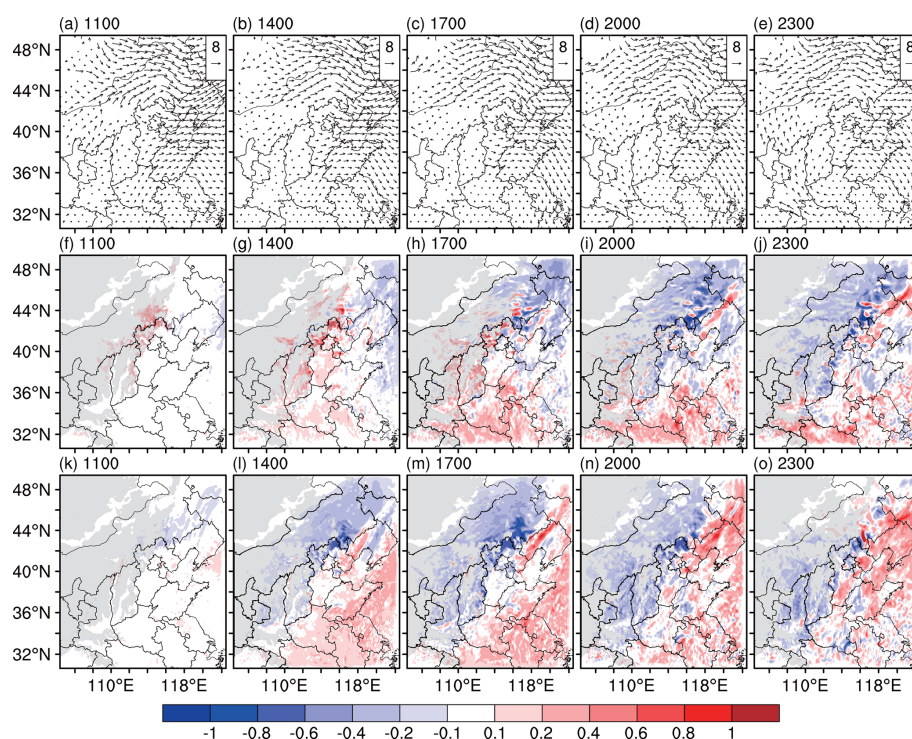 (a) 1100 (b) 1400 (c) 1700 (d) 2000 (e) 2300
8 8 8 8 8
48°N
44°N
40°N
36°N
32°N
(f) 1100 (g) 1400 (h) 1700 (i) 2000 (j) 2300
48°N
44°N
40°N
36°N
32°N
(k) 1100 (l) 1400 (m) 1700 (n) 2000 (o) 2300
48°N
44°N
40°N
36°N
32°N
110°E 118°E 110°E 118°E 110°E 118°E 110°E 118°E 110°E 118°E
-1 -0.8 -0.6 -0.4 -0.2 -0.1 0.1 0.2 0.4 0.6 0.8 1